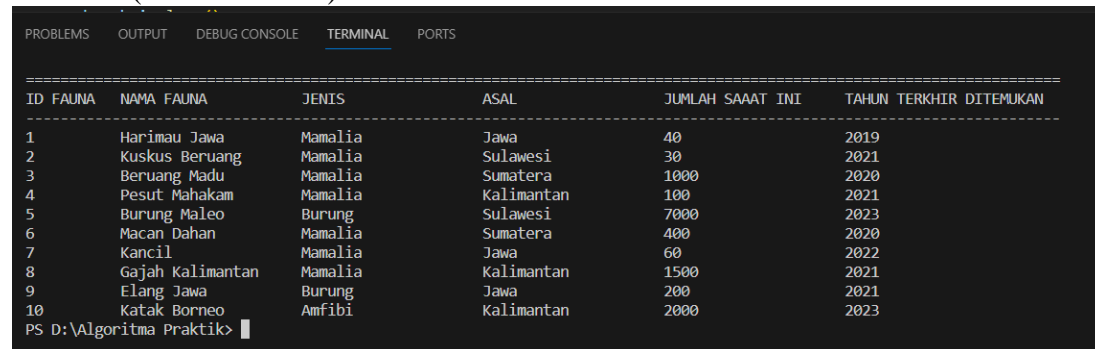 PROBLEMS OUTPUT DEBUG CONSOLE TERMINAL PORTS
==========================================================================================================================
ID FAUNA NAMA FAUNA JENIS ASAL JUMLAH SAAAT INI TAHUN TERKHIR DITEMUKAN
--------------------------------------------------------------------------------------------------------------------------
1 Harimau Jawa Mamalia Jawa 40 2019
2 Kuskus Beruang Mamalia Sulawesi 30 2021
3 Beruang Madu Mamalia Sumatera 1000 2020
4 Pesut Mahakam Mamalia Kalimantan 100 2021
5 Burung Maleo Burung Sulawesi 7000 2023
6 Macan Dahan Mamalia Sumatera 400 2020
7 Kancil Mamalia Jawa 60 2022
8 Gajah Kalimantan Mamalia Kalimantan 1500 2021
9 Elang Jawa Burung Jawa 200 2021
10 Katak Borneo Amfibi Kalimantan 2000 2023
PS D:\Algoritma Praktik>